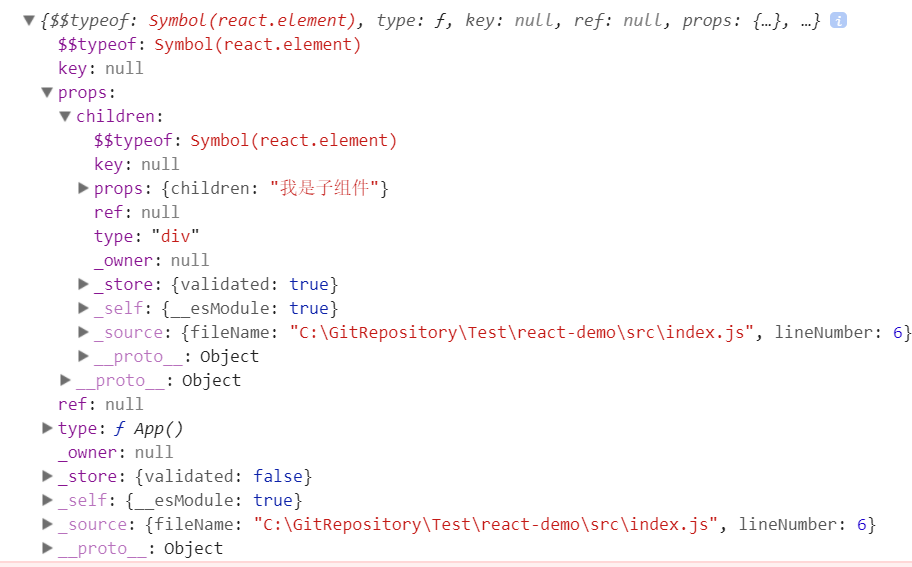 {$$typeof: Symbol(react.element), type: ƒ, key: null, ref: null, props: {…}, …} i
$$typeof: Symbol(react.element)
key: null
props:
children:
$$typeof: Symbol(react.element)
key: null
props: {children: "我是子组件"}
ref: null
type: "div"
_owner: null
_store: {validated: true}
_self: {__esModule: true}
_source: {fileName: "C:\GitRepository\Test\react-demo\src\index.js", lineNumber: 6}
__proto__: Object
__proto__: Object
ref: null
type: ƒ App()
_owner: null
_store: {validated: false}
_self: {__esModule: true}
_source: {fileName: "C:\GitRepository\Test\react-demo\src\index.js", lineNumber: 6}
__proto__: Object